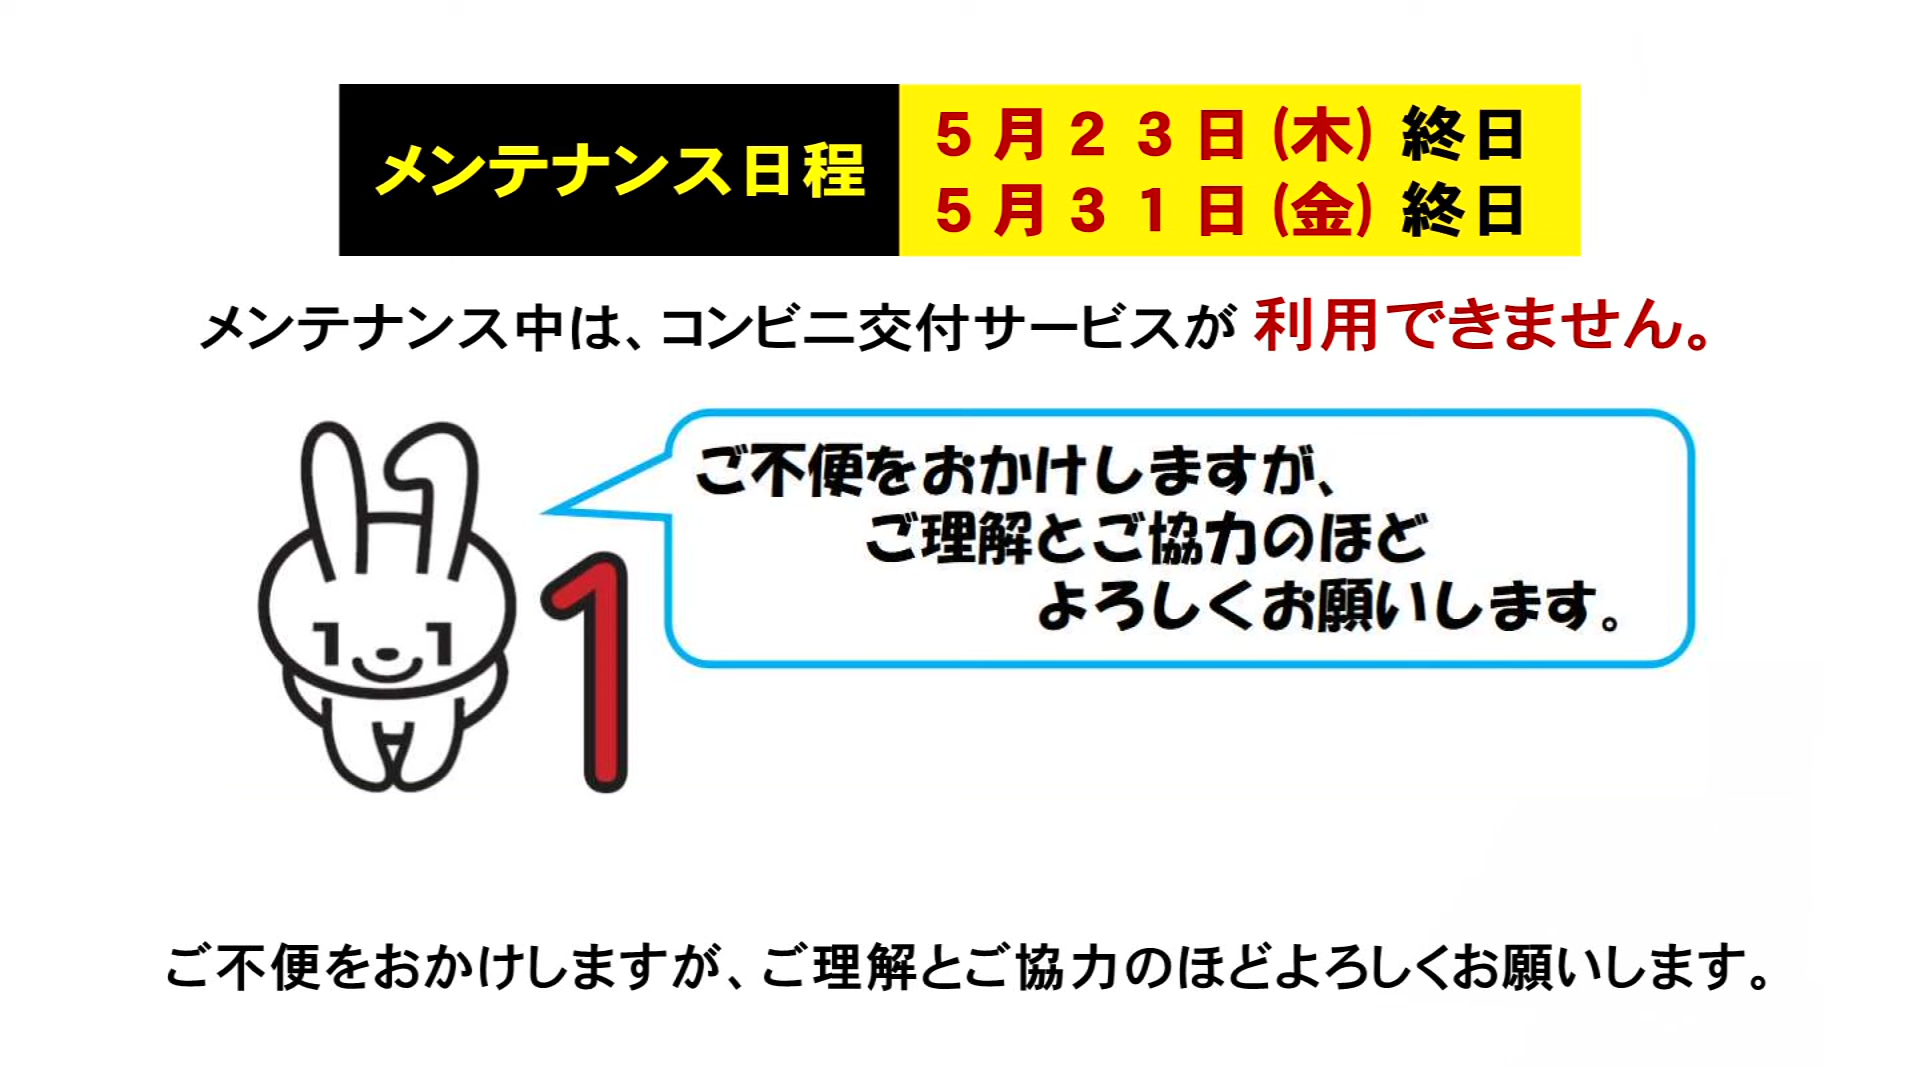 メンテナンス日程
５月２３日(木) 終日
５月３１日(金) 終日
メンテナンス中は、コンビニ交付サービスが 利用できません。
ご不便をおかけしますが、
ご理解とご協力のほど
よろしくお願いします。
1
ご不便をおかけしますが、ご理解とご協力のほどよろしくお願いします。